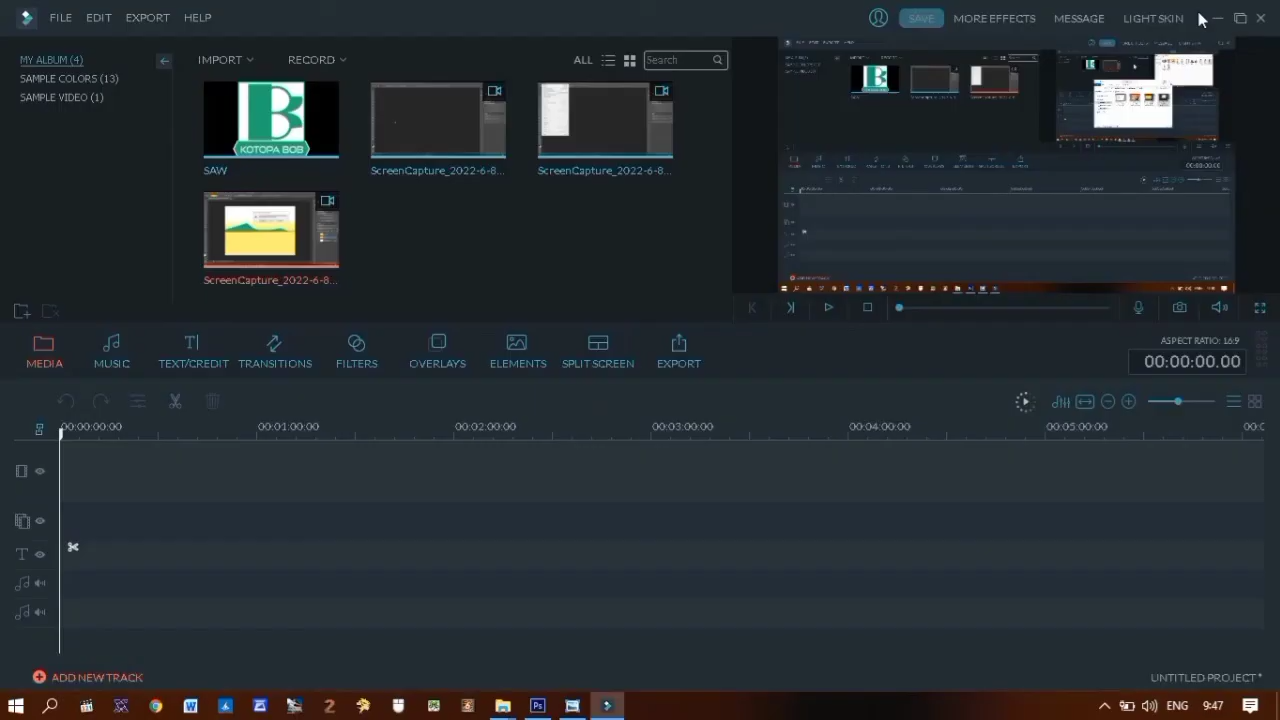 FILE EDIT EXPORT HELP SAVE MORE EFFECTS MESSAGE LIGHT SKIN
MY ALBUM (4)
SAMPLE COLORS (13)
SAMPLE VIDEO (1)
IMPORT RECORD ALL Search
KOTOPA BOB
SAW ScreenCapture_2022-6-8... ScreenCapture_2022-6-8...
ScreenCapture_2022-6-8...
MEDIA MUSIC TEXT/CREDIT TRANSITIONS FILTERS OVERLAYS ELEMENTS SPLIT SCREEN EXPORT
ASPECT RATIO: 16:9
00:00:00.00
00:00:00:00 00:01:00:00 00:02:00:00 00:03:00:00 00:04:00:00 00:05:00:00
ADD NEW TRACK UNTITLED PROJECT*
ENG 9:47